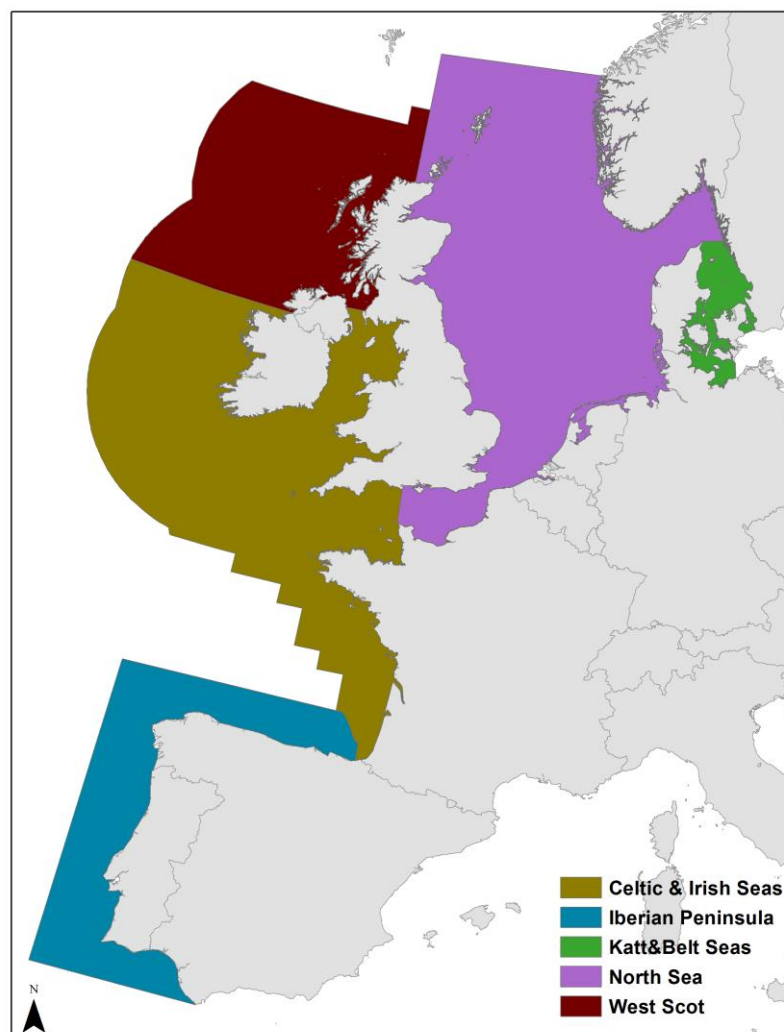 Celtic & Irish Seas
Iberian Peninsula
Katt&Belt Seas
North Sea
West Scot
N